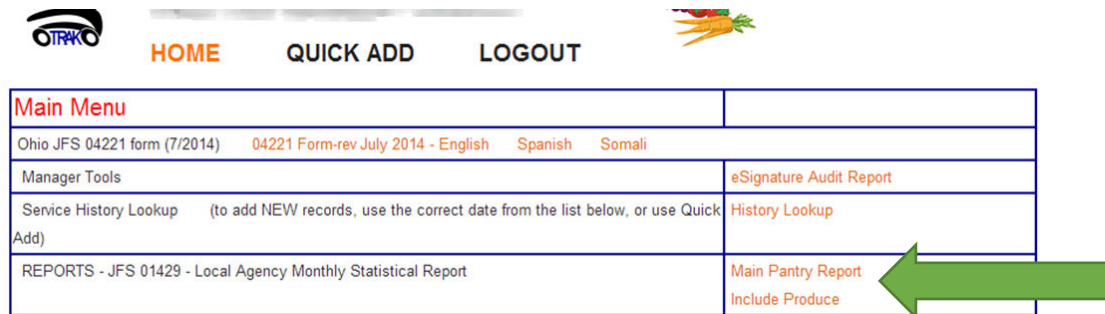 OTRAKO
HOME QUICK ADD LOGOUT
Main Menu
Ohio JFS 04221 form (7/2014) 04221 Form-rev July 2014 - English Spanish Somali
Manager Tools eSignature Audit Report
Service History Lookup (to add NEW records, use the correct date from the list below, or use Quick History Lookup
Add)
REPORTS - JFS 01429 - Local Agency Monthly Statistical Report Main Pantry Report
Include Produce